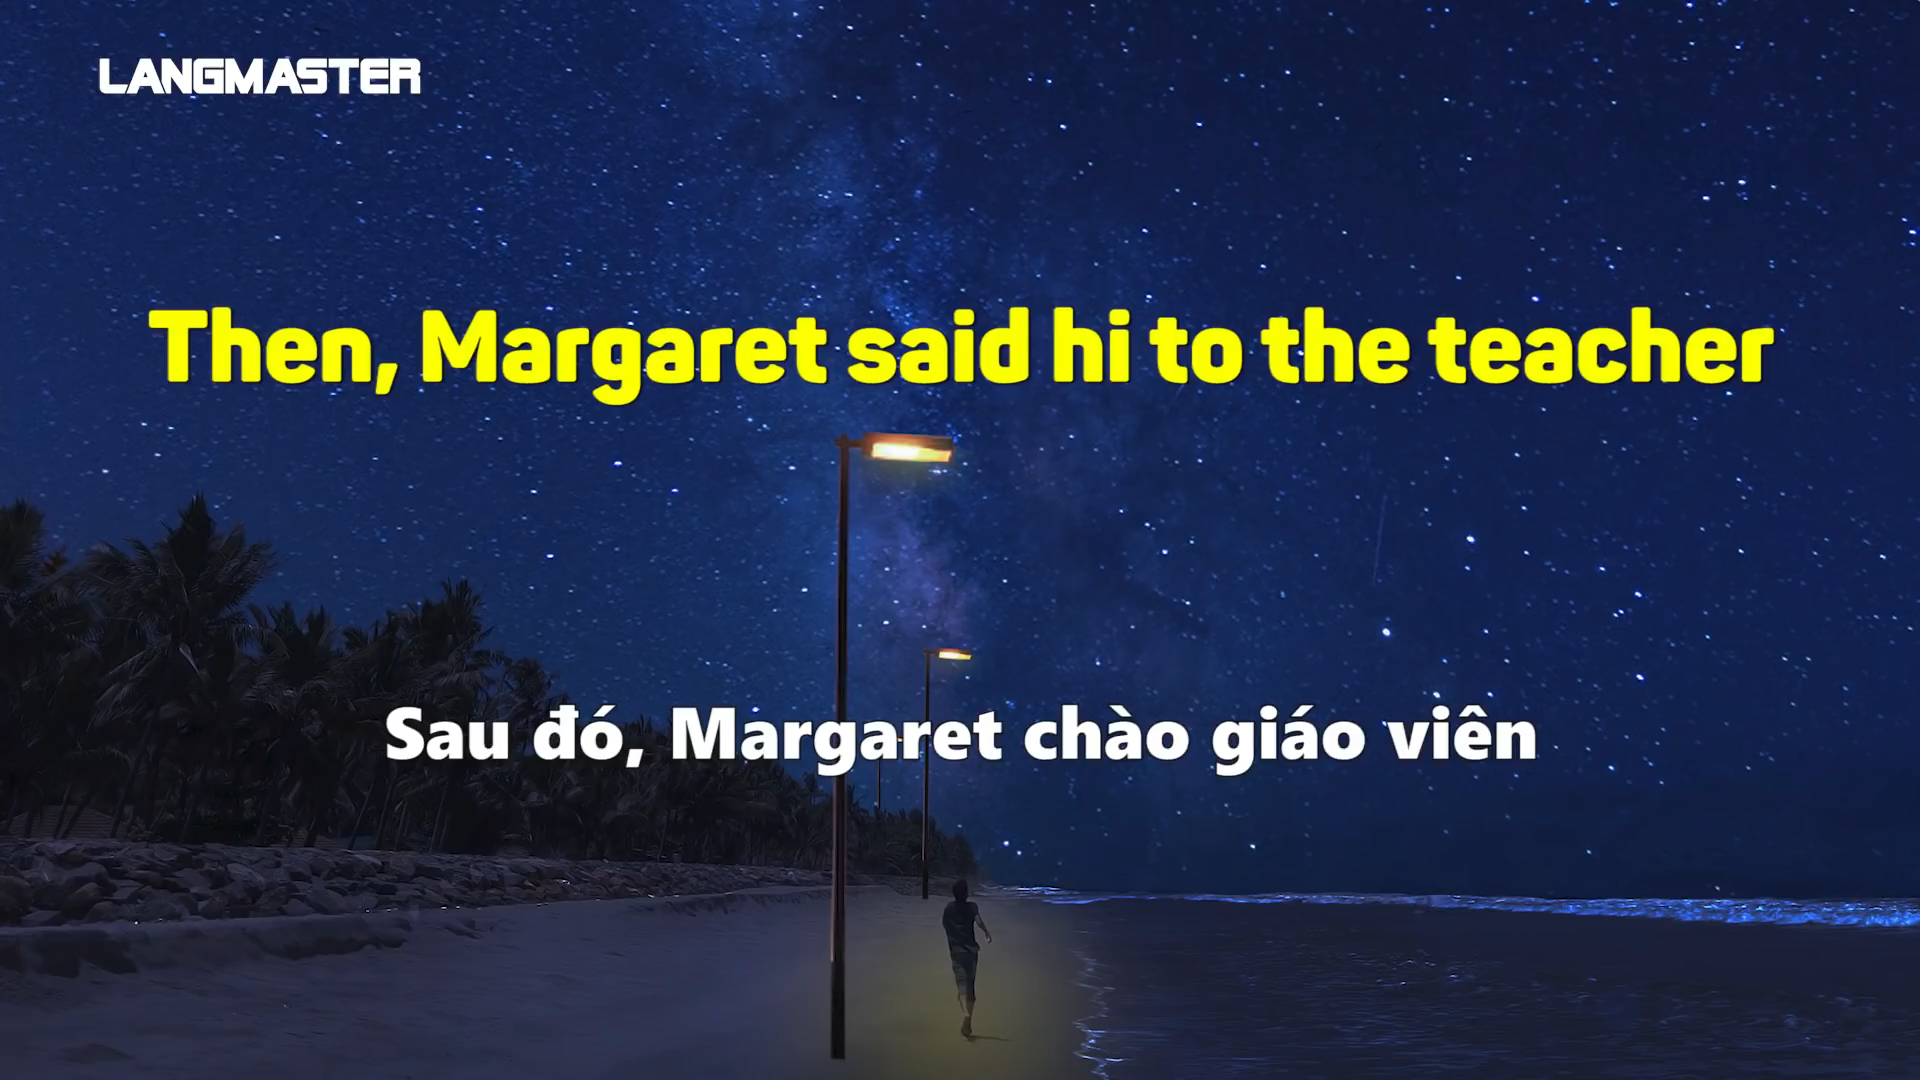 LANGMASTER
Then, Margaret said hi to the teacher
Sau đó, Margaret chào giáo viên